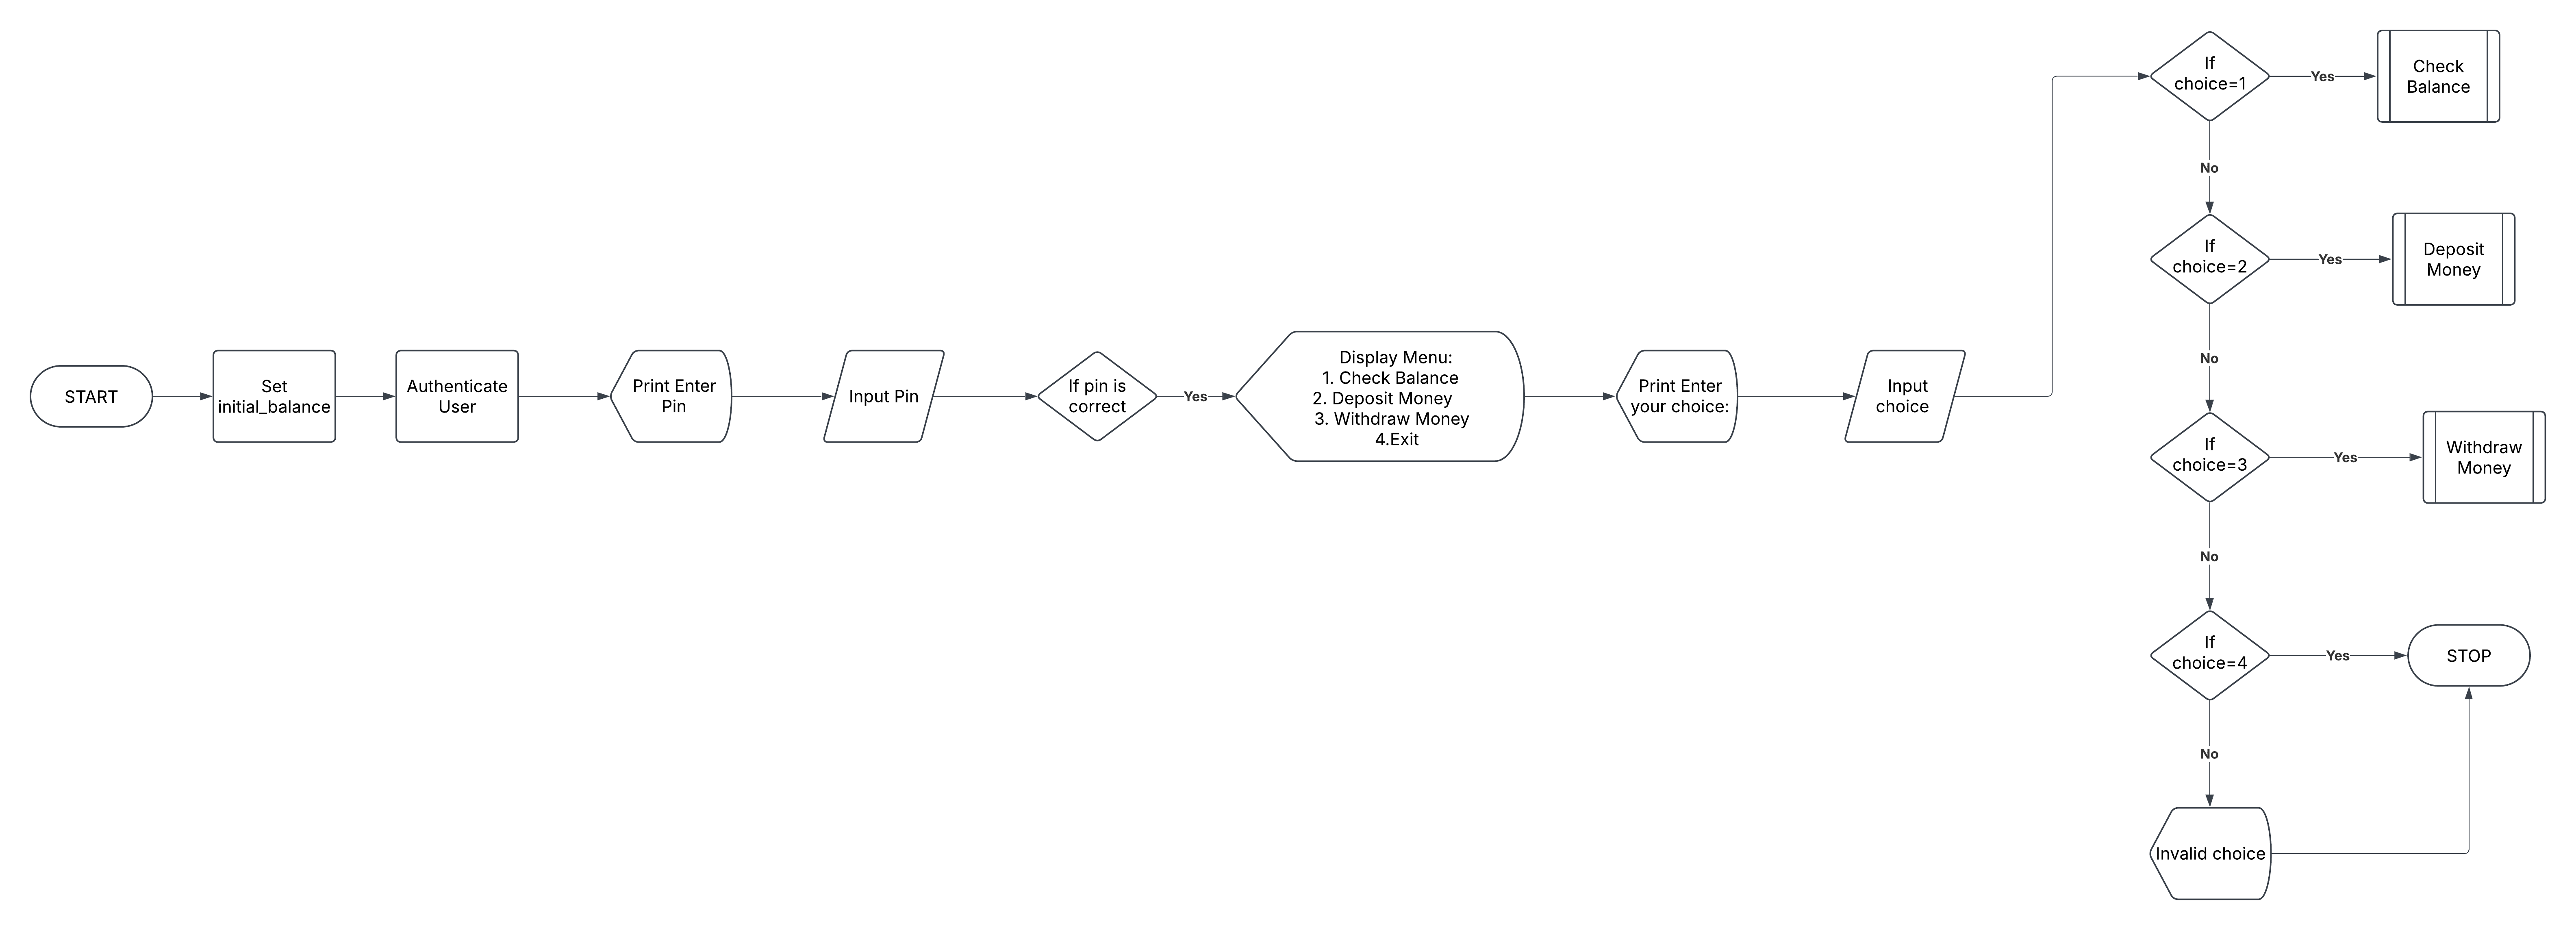 START
Set
initial_balance
Authenticate
User
Print Enter
Pin
Input Pin
If pin is
correct
Yes
Display Menu:
1. Check Balance
2. Deposit Money
3. Withdraw Money
4.Exit
Print Enter
your choice:
Input
choice
If
choice=1
Yes
Check
Balance
No
If
choice=2
Yes
Deposit
Money
No
If
choice=3
Yes
Withdraw
Money
No
If
choice=4
Yes
STOP
No
Invalid choice